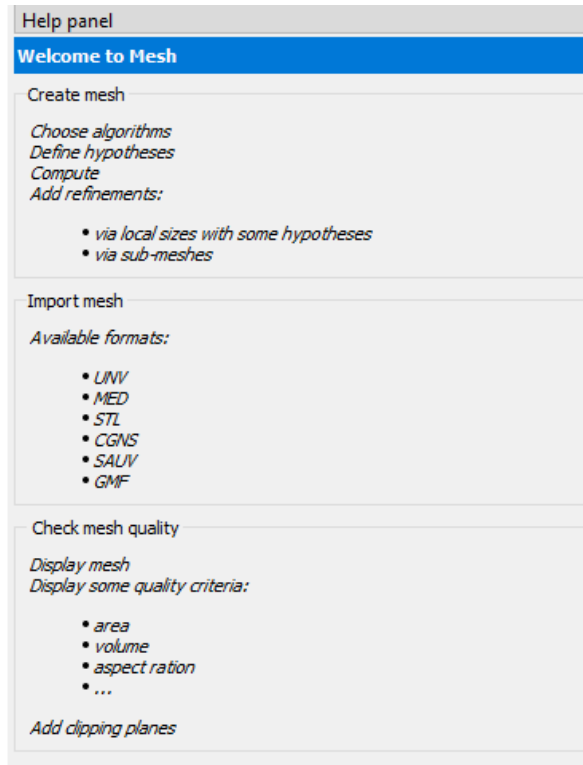 Help panel
Welcome to Mesh
Create mesh
Choose algorithms
Define hypotheses
Compute
Add refinements:
• via local sizes with some hypotheses
• via sub-meshes
Import mesh
Available formats:
• UNV
• MED
• STL
• CGNS
• SAUV
• GMF
Check mesh quality
Display mesh
Display some quality criteria:
• area
• volume
• aspect ration
• ...
Add clipping planes